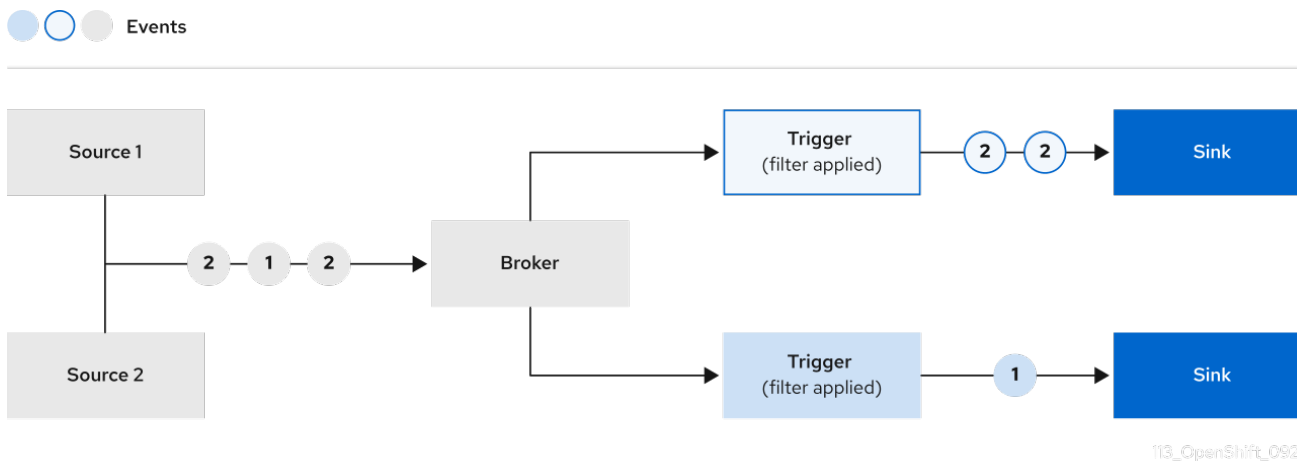 Events
Source 1
Source 2
2 1 2
Broker
Trigger
(filter applied)
2 2
Sink
Trigger
(filter applied)
1
Sink
113_OpenShift_092